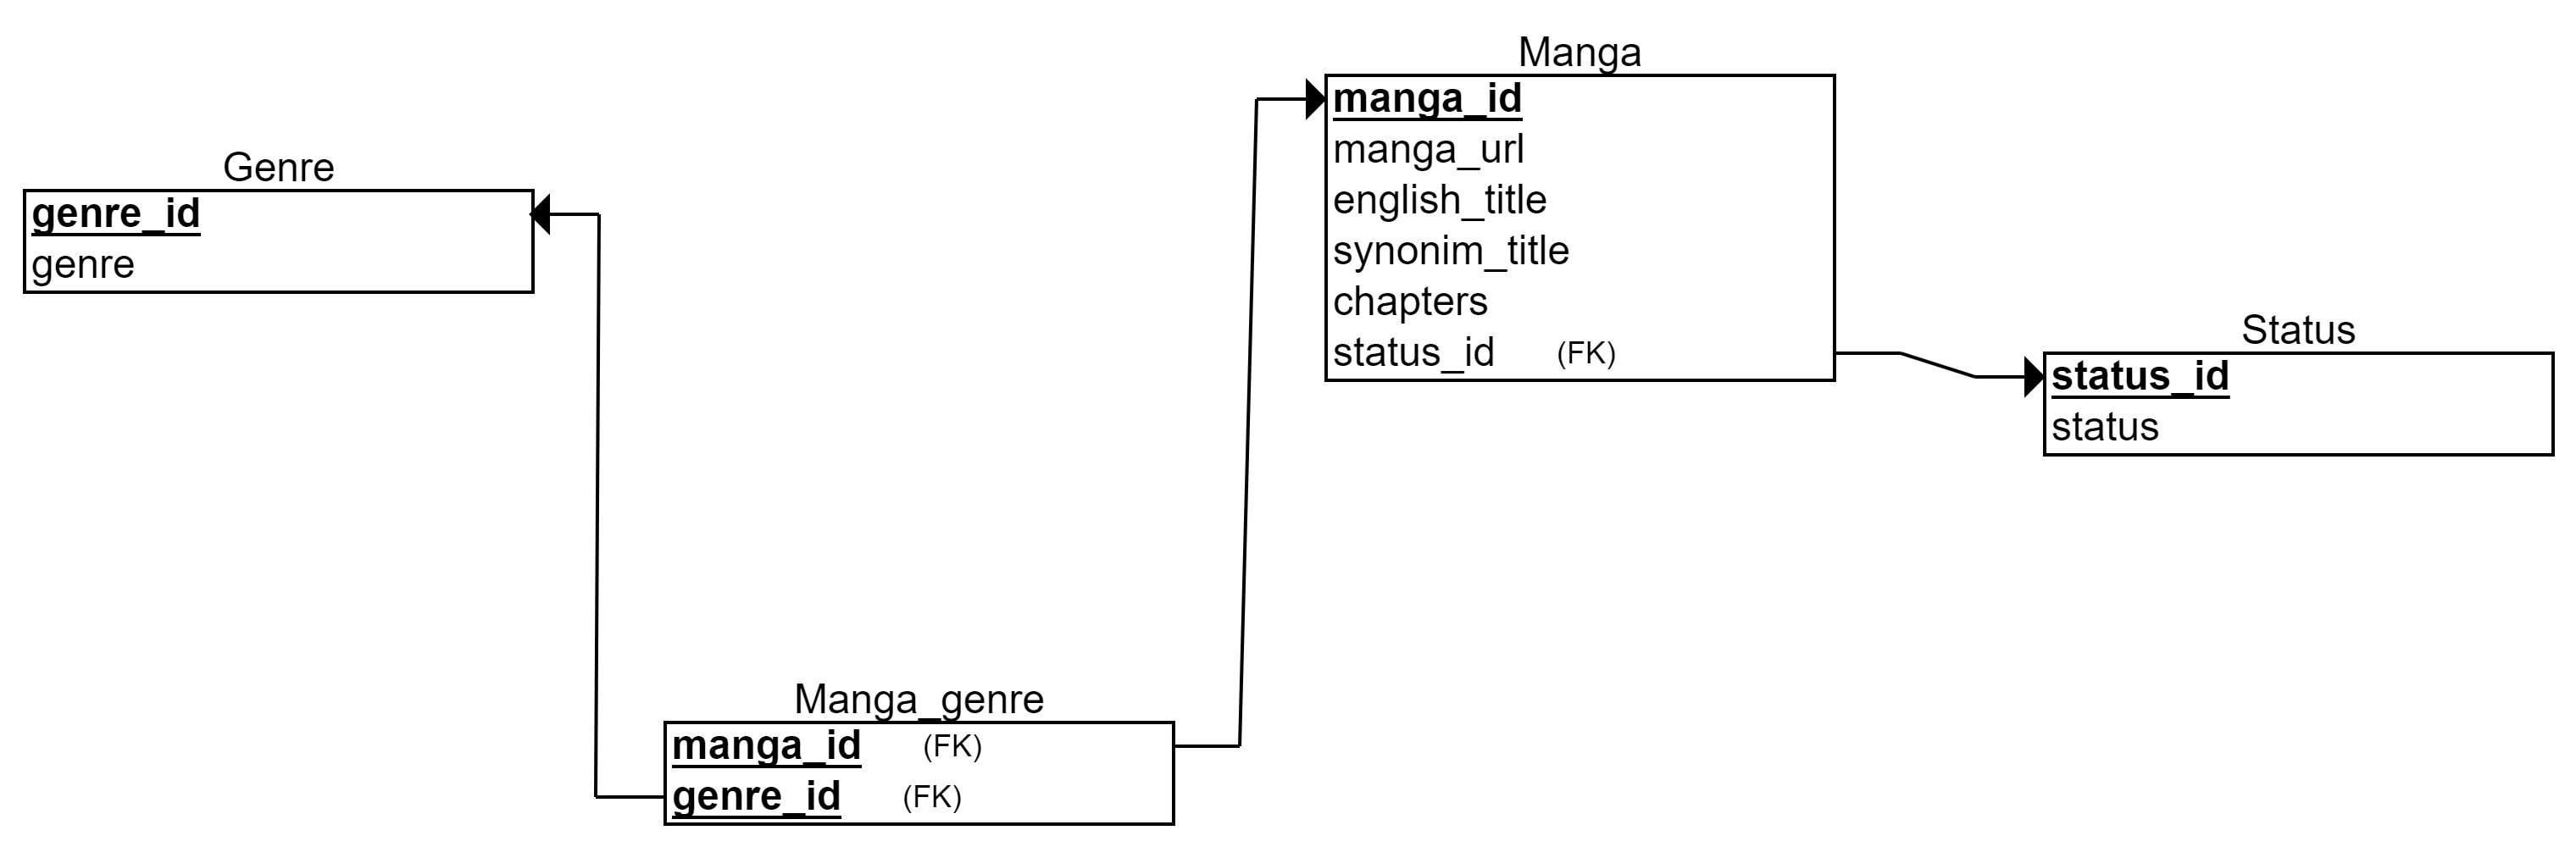 Genre
genre_id
genre
Manga
manga_id
manga_url
english_title
synonim_title
chapters
status_id (FK)
Status
status_id
status
Manga_genre
manga_id (FK)
genre_id (FK)